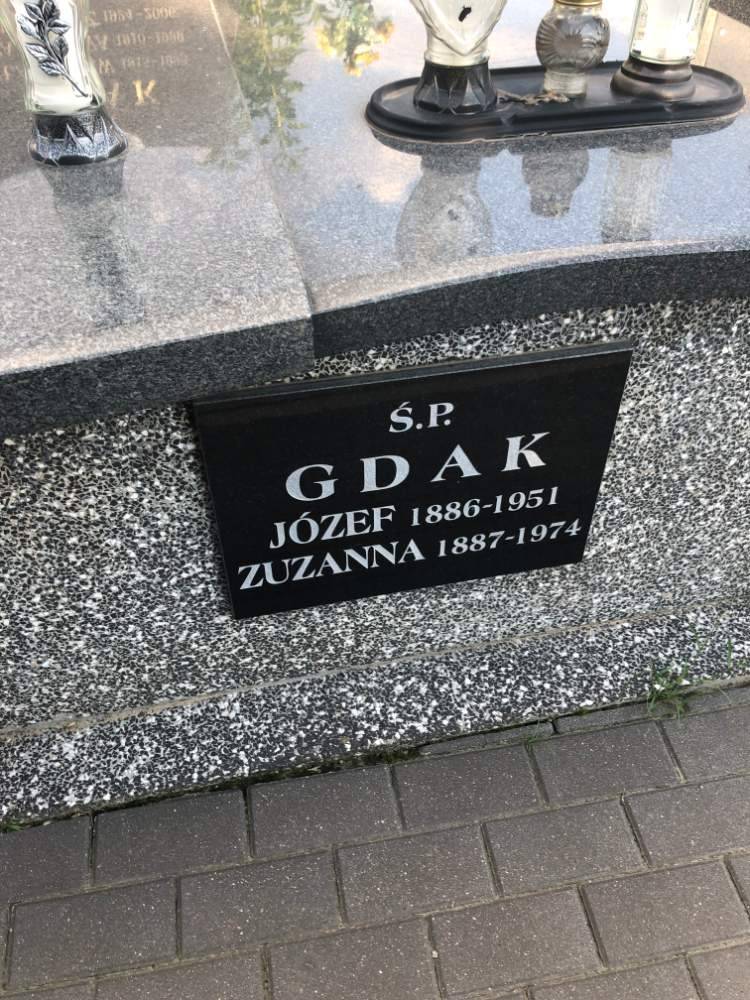 Ś.P.
GDAK
JÓZEF 1886-1951
ZUZANNA 1887-1974